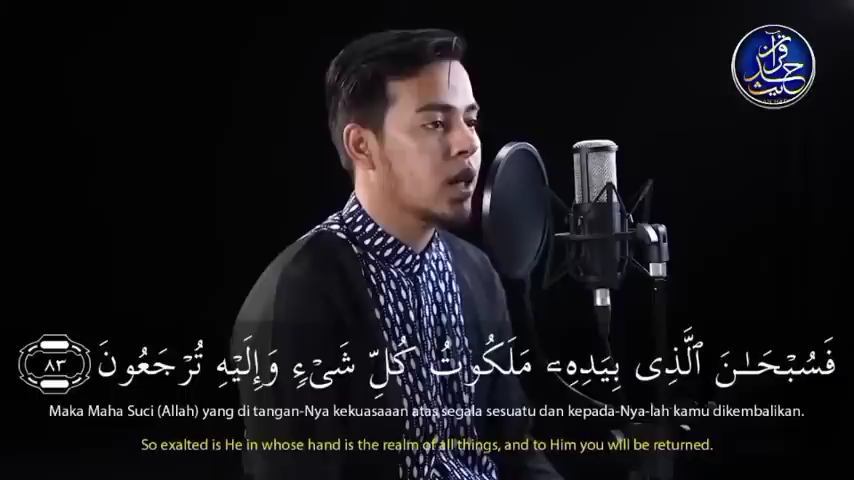 قرآن
حديث
فَسُبْحَـٰنَ ٱلَّذِى بِيَدِهِۦ مَلَكُوتُ كُلِّ شَىْءٍ وَإِلَيْهِ تُرْجَعُونَ ٨٣
Maka Maha Suci (Allah) yang di tangan-Nya kekuasaaan atas segala sesuatu dan kepada-Nya-lah kamu dikembalikan.
So exalted is He in whose hand is the realm of all things, and to Him you will be returned.